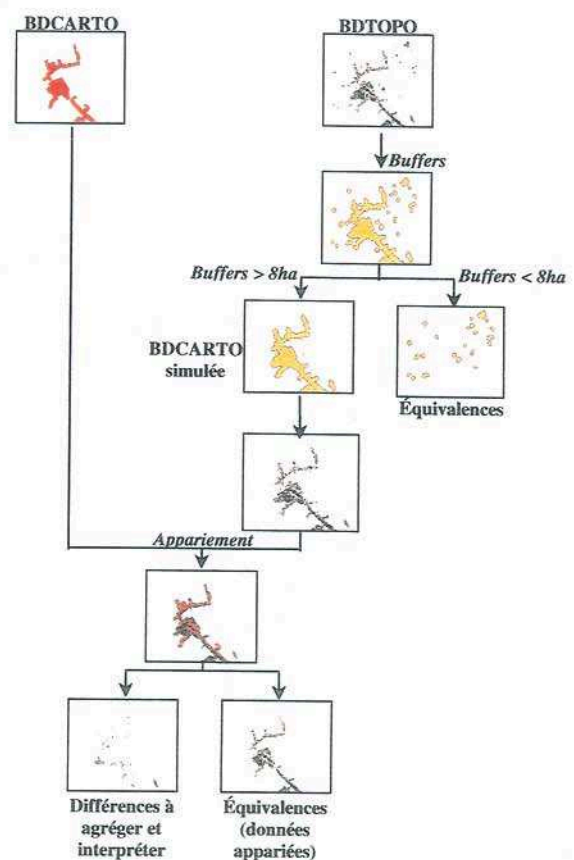 BDCARTO
BDTOPO
Buffers
Buffers > 8ha
Buffers < 8ha
BDCARTO
simulée
Équivalences
Appariement
Différences à
agréger et
interpréter
Équivalences
(données
appariées)